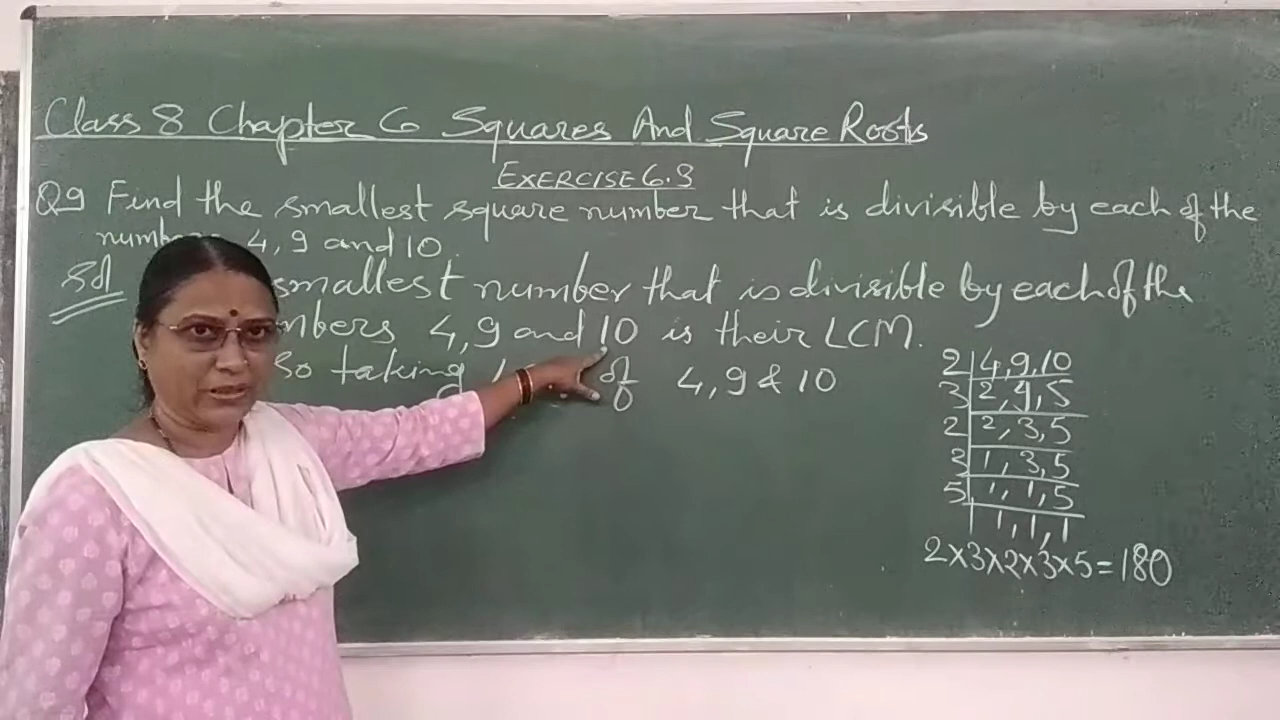 Class 8 Chapter 6 Squares And Square Roots
EXERCISE 6.3
Q9 Find the smallest square number that is divisible by each of the
numbers 4, 9 and 10.
Sol smallest number that is divisible by each of the
mbers 4, 9 and 10 is their LCM.
So taking of 4, 9 & 10
2 4, 9, 10
3 2, 9, 5
2 2, 3, 5
3 1, 3, 5
5 1, 1, 5
1, 1, 1
2×3×2×3×5=180